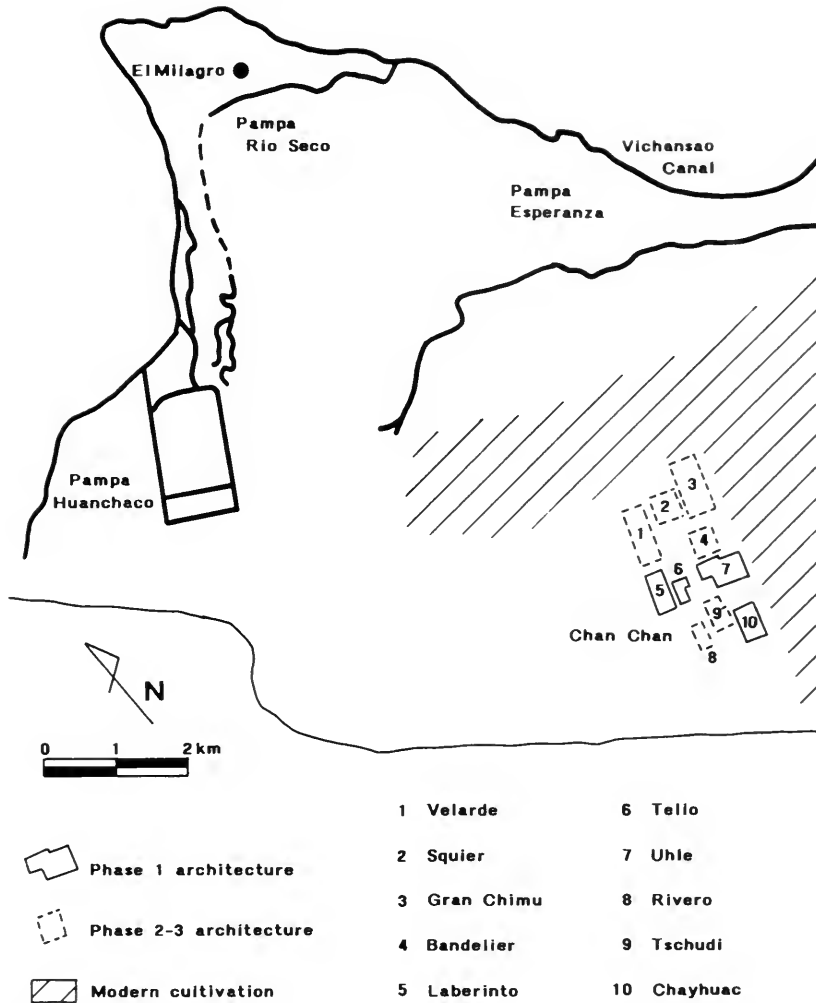 El Milagro
Pampa
Rio Seco
Vichansao
Canal
Pampa
Esperanza
Pampa
Huanchaco
3
2
1
4
6
7
5
9
10
Chan Chan
8
N
0 1 2 km
1 Velarde
2 Squier
3 Gran Chimu
4 Bandelier
5 Laberinto
6 Tello
7 Uhle
8 Rivero
9 Tschudi
10 Chayhuac
Phase 1 architecture
Phase 2-3 architecture
Modern cultivation